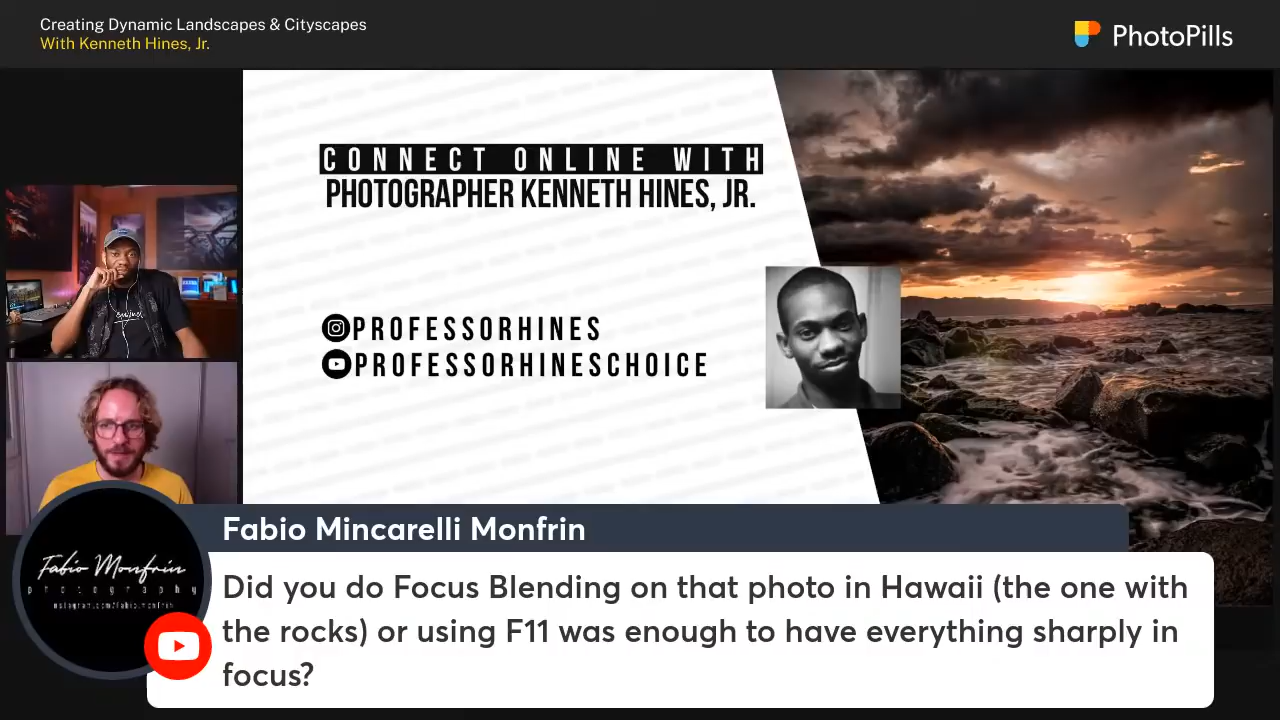 Creating Dynamic Landscapes & Cityscapes
With Kenneth Hines, Jr.
PhotoPills
CONNECT ONLINE WITH
PHOTOGRAPHER KENNETH HINES, JR.
PROFESSORHINES
PROFESSORHINESCHOICE
Fabio Mincarelli Monfrin
Fabio Monfrin
photography
Did you do Focus Blending on that photo in Hawaii (the one with
the rocks) or using F11 was enough to have everything sharply in
focus?